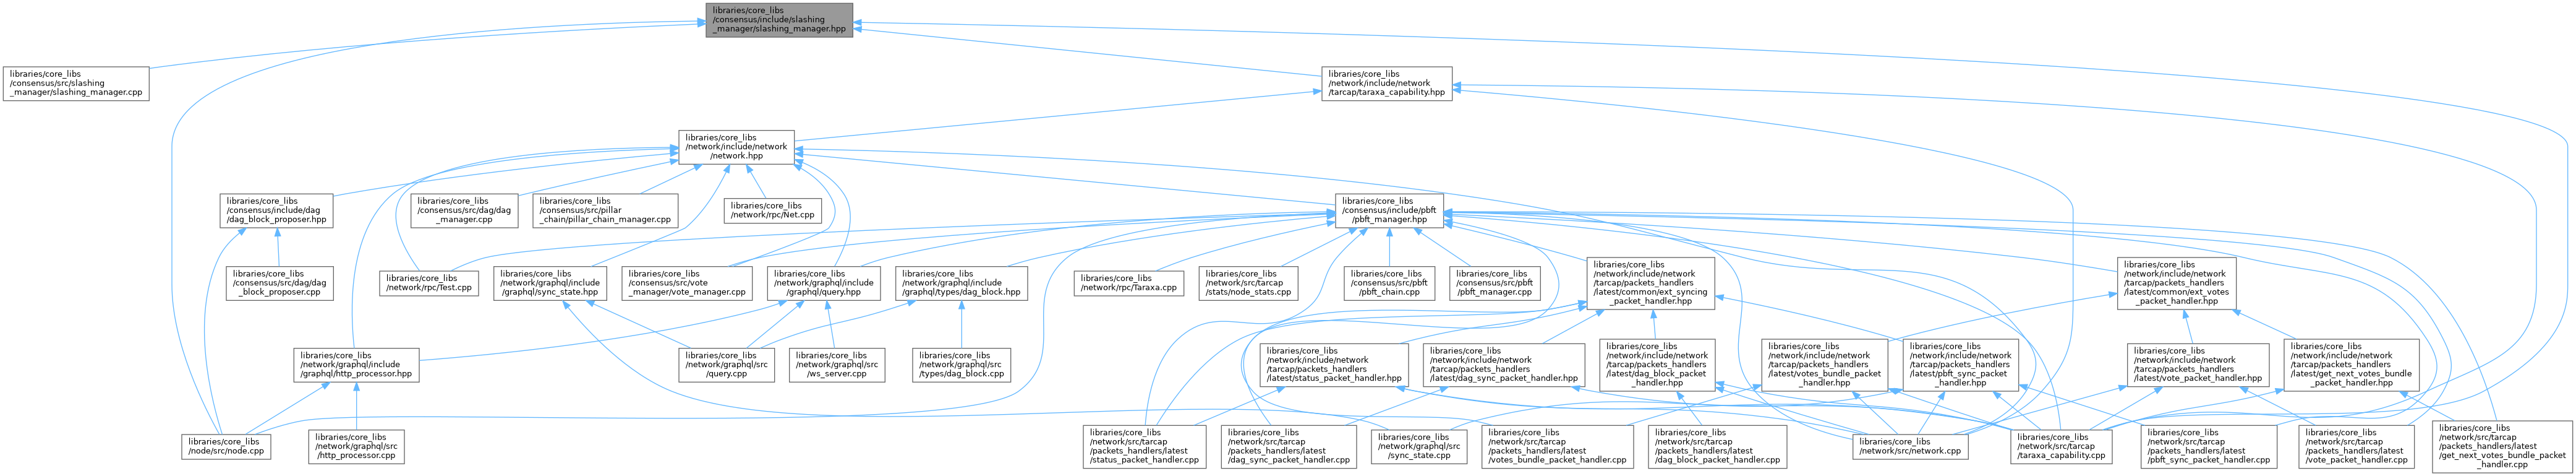 libraries/core_libs
/consensus/include/slashing
_manager/slashing_manager.hpp
libraries/core_libs
/consensus/src/slashing
_manager/slashing_manager.cpp
libraries/core_libs
/network/include/network
/tarcap/taraxa_capability.hpp
libraries/core_libs
/network/include/network
/network.hpp
libraries/core_libs
/consensus/include/dag
/dag_block_proposer.hpp
libraries/core_libs
/consensus/src/dag/dag
_manager.cpp
libraries/core_libs
/consensus/src/pillar
_chain/pillar_chain_manager.cpp
libraries/core_libs
/network/rpc/Net.cpp
libraries/core_libs
/consensus/include/pbft
/pbft_manager.hpp
libraries/core_libs
/consensus/src/dag/dag
_block_proposer.cpp
libraries/core_libs
/network/rpc/Test.cpp
libraries/core_libs
/network/graphql/include
/graphql/sync_state.hpp
libraries/core_libs
/consensus/src/vote
_manager/vote_manager.cpp
libraries/core_libs
/network/graphql/include
/graphql/query.hpp
libraries/core_libs
/network/graphql/include
/graphql/types/dag_block.hpp
libraries/core_libs
/network/rpc/Taraxa.cpp
libraries/core_libs
/network/src/tarcap
/stats/node_stats.cpp
libraries/core_libs
/consensus/src/pbft
/pbft_chain.cpp
libraries/core_libs
/consensus/src/pbft
/pbft_manager.cpp
libraries/core_libs
/network/include/network
/tarcap/packets_handlers
/latest/common/ext_syncing
_packet_handler.hpp
libraries/core_libs
/network/include/network
/tarcap/packets_handlers
/latest/common/ext_votes
_packet_handler.hpp
libraries/core_libs
/network/graphql/include
/graphql/http_processor.hpp
libraries/core_libs
/network/graphql/src
/query.cpp
libraries/core_libs
/network/graphql/src
/ws_server.cpp
libraries/core_libs
/network/graphql/src
/types/dag_block.cpp
libraries/core_libs
/network/include/network
/tarcap/packets_handlers
/latest/status_packet_handler.hpp
libraries/core_libs
/network/include/network
/tarcap/packets_handlers
/latest/dag_sync_packet_handler.hpp
libraries/core_libs
/network/include/network
/tarcap/packets_handlers
/latest/dag_block_packet
_handler.hpp
libraries/core_libs
/network/include/network
/tarcap/packets_handlers
/latest/votes_bundle_packet
_handler.hpp
libraries/core_libs
/network/include/network
/tarcap/packets_handlers
/latest/pbft_sync_packet
_handler.hpp
libraries/core_libs
/network/include/network
/tarcap/packets_handlers
/latest/vote_packet_handler.hpp
libraries/core_libs
/network/include/network
/tarcap/packets_handlers
/latest/get_next_votes_bundle
_packet_handler.hpp
libraries/core_libs
/node/src/node.cpp
libraries/core_libs
/network/graphql/src
/http_processor.cpp
libraries/core_libs
/network/src/tarcap
/packets_handlers/latest
/status_packet_handler.cpp
libraries/core_libs
/network/src/tarcap
/packets_handlers/latest
/dag_sync_packet_handler.cpp
libraries/core_libs
/network/graphql/src
/sync_state.cpp
libraries/core_libs
/network/src/tarcap
/packets_handlers/latest
/votes_bundle_packet_handler.cpp
libraries/core_libs
/network/src/tarcap
/packets_handlers/latest
/dag_block_packet_handler.cpp
libraries/core_libs
/network/src/network.cpp
libraries/core_libs
/network/src/tarcap
/taraxa_capability.cpp
libraries/core_libs
/network/src/tarcap
/packets_handlers/latest
/pbft_sync_packet_handler.cpp
libraries/core_libs
/network/src/tarcap
/packets_handlers/latest
/vote_packet_handler.cpp
libraries/core_libs
/network/src/tarcap
/packets_handlers/latest
/get_next_votes_bundle_packet
_handler.cpp